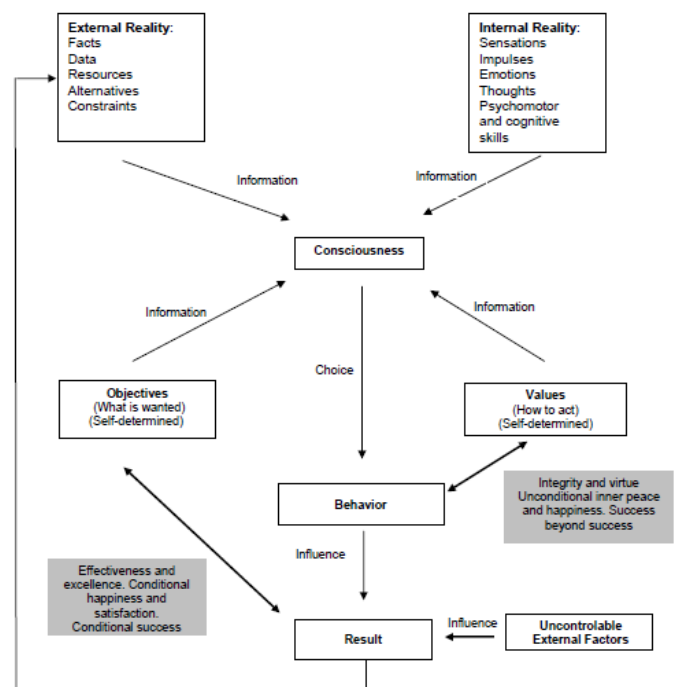 External Reality:
Facts
Data
Resources
Alternatives
Constraints
Internal Reality:
Sensations
Impulses
Emotions
Thoughts
Psychomotor
and cognitive
skills
Information
Information
Consciousness
Information
Information
Choice
Objectives
(What is wanted)
(Self-determined)
Values
(How to act)
(Self-determined)
Behavior
Integrity and virtue
Unconditional inner peace
and happiness. Success
beyond success
Influence
Effectiveness and
excellence. Conditional
happiness and
satisfaction.
Conditional success
Result
Influence
Uncontrolable
External Factors